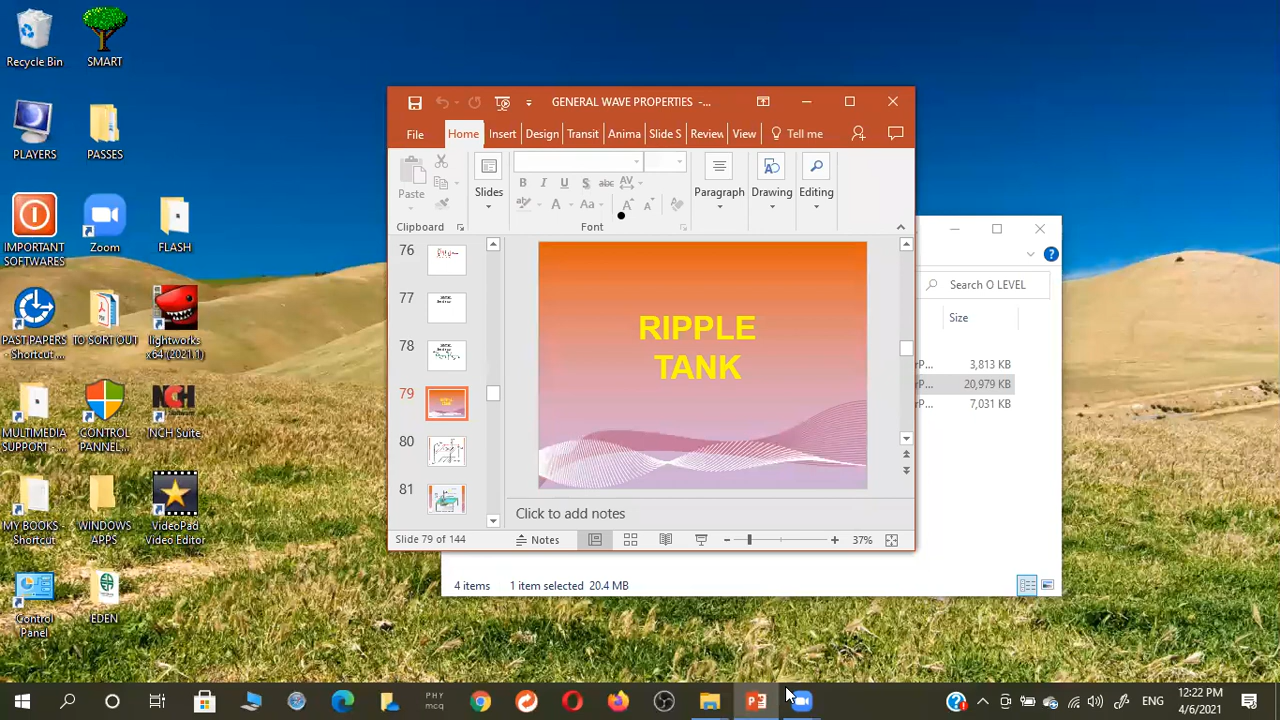 Recycle Bin
SMART
PLAYERS
PASSES
IMPORTANT
SOFTWARES
Zoom
FLASH
PAST PAPERS
- Shortcut ...
TO SORT OUT
lightworks
x64 (2021.1)
MULTIMEDIA
SUPPORT -...
CONTROL
PANNEL...
NCH Suite
MY BOOKS -
Shortcut
WINDOWS
APPS
VideoPad
Video Editor
Control
Panel
EDEN
GENERAL WAVE PROPERTIES -...
File
Home
Insert
Design
Transit
Anima
Slide S
Review
View
Tell me
Paste
Slides
Paragraph
Drawing
Editing
Clipboard
Font
76
77
78
79
80
81
RIPPLE
TANK
Click to add notes
Slide 79 of 144
Notes
37%
Search O LEVEL
Size
3,813 KB
20,979 KB
7,031 KB
4 items
1 item selected 20.4 MB
PHY
mcq
ENG
12:22 PM
4/6/2021